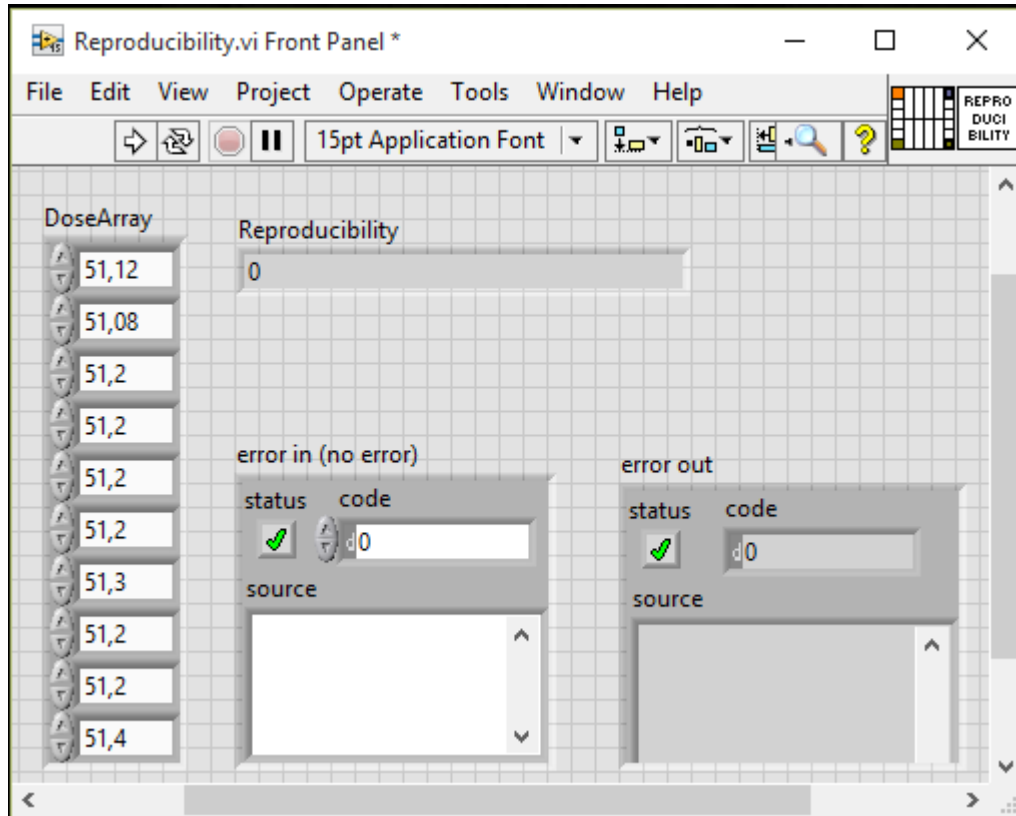 Reproducibility.vi Front Panel *
File Edit View Project Operate Tools Window Help
15pt Application Font
REPRO
DUCI
BILITY
DoseArray
51,12
51,08
51,2
51,2
51,2
51,2
51,3
51,2
51,2
51,4
Reproducibility
0
error in (no error)
status code
d0
source
error out
status code
d0
source